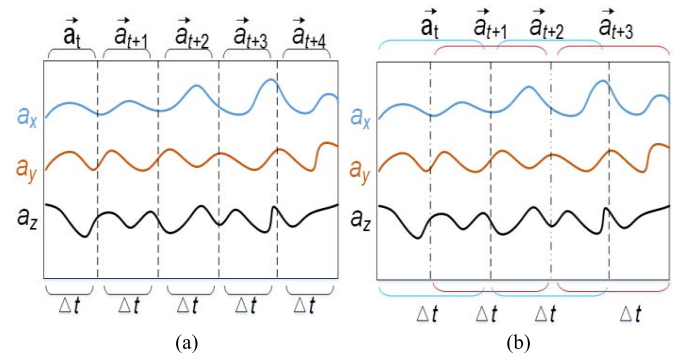 a⃗t a⃗t+1 a⃗t+2 a⃗t+3 a⃗t+4
ax
ay
az
Δt Δt Δt Δt Δt
(a)
a⃗t a⃗t+1 a⃗t+2 a⃗t+3
ax
ay
az
Δt Δt Δt Δt
(b)